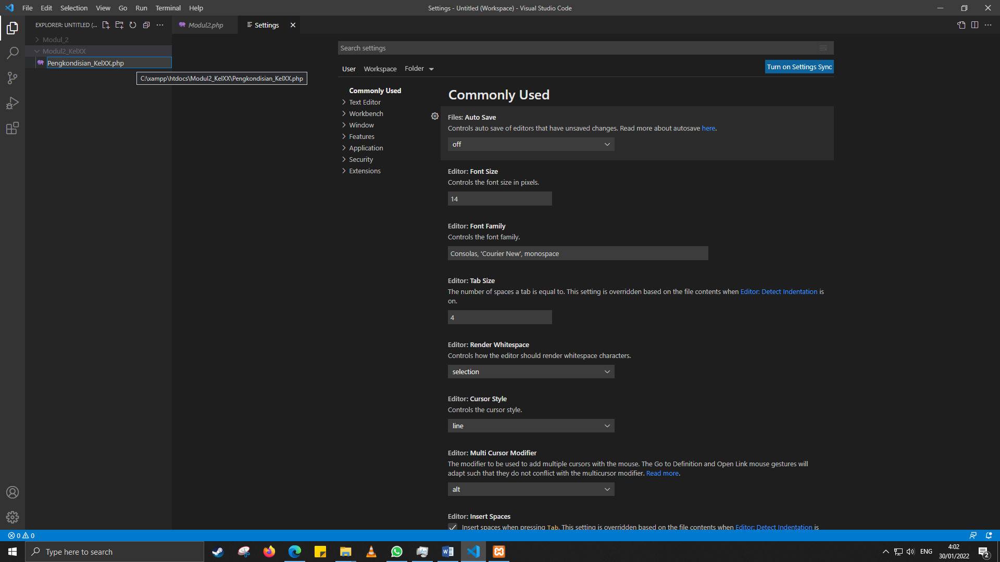 File Edit Selection View Go Run Terminal Help
Settings - Untitled (Workspace) - Visual Studio Code
EXPLORER: UNTITLED (...
Modul_2
Modul2_KelXX
Pengkondisian_KelXX.php
C:\xampp\htdocs\Modul2_KelXX\Pengkondisian_KelXX.php
Modul2.php
Settings
Search settings
User Workspace Folder
Turn on Settings Sync
Commonly Used
Text Editor
Workbench
Window
Features
Application
Security
Extensions
Commonly Used
Files: Auto Save
Controls auto save of editors that have unsaved changes. Read more about autosave here.
off
Editor: Font Size
Controls the font size in pixels.
14
Editor: Font Family
Controls the font family.
Consolas, 'Courier New', monospace
Editor: Tab Size
The number of spaces a tab is equal to. This setting is overridden based on the file contents when Editor: Detect Indentation is
on.
4
Editor: Render Whitespace
Controls how the editor should render whitespace characters.
selection
Editor: Cursor Style
Controls the cursor style.
line
Editor: Multi Cursor Modifier
The modifier to be used to add multiple cursors with the mouse. The Go to Definition and Open Link mouse gestures will
adapt such that they do not conflict with the multicursor modifier. Read more.
alt
Editor: Insert Spaces
Insert spaces when pressing Tab. This setting is overridden based on the file contents when Editor: Detect Indentation is
0 0
Type here to search
ENG
4:02
30/01/2022
2